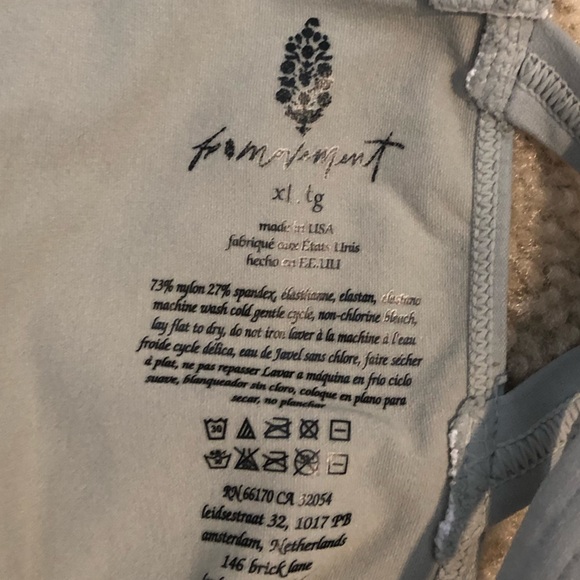 fp movement
xl . tg
made in USA
fabriqué aux États Unis
hecho en EE.UU
73% nylon 27% spandex, élasthanne, elastan, elastano
machine wash cold gentle cycle, non-chlorine bleach,
lay flat to dry, do not iron laver à la machine à l'eau
froide cycle délica, eau de Javel sans chlore, faire sécher
à plat, ne pas repasser Lavar a máquina en frío ciclo
suave, blanqueador sin cloro, coloque en plano para
secar, no planchar
30
RN 66170 CA 32054
leidsestraat 32, 1017 PB
amsterdam, Netherlands
146 brick lane